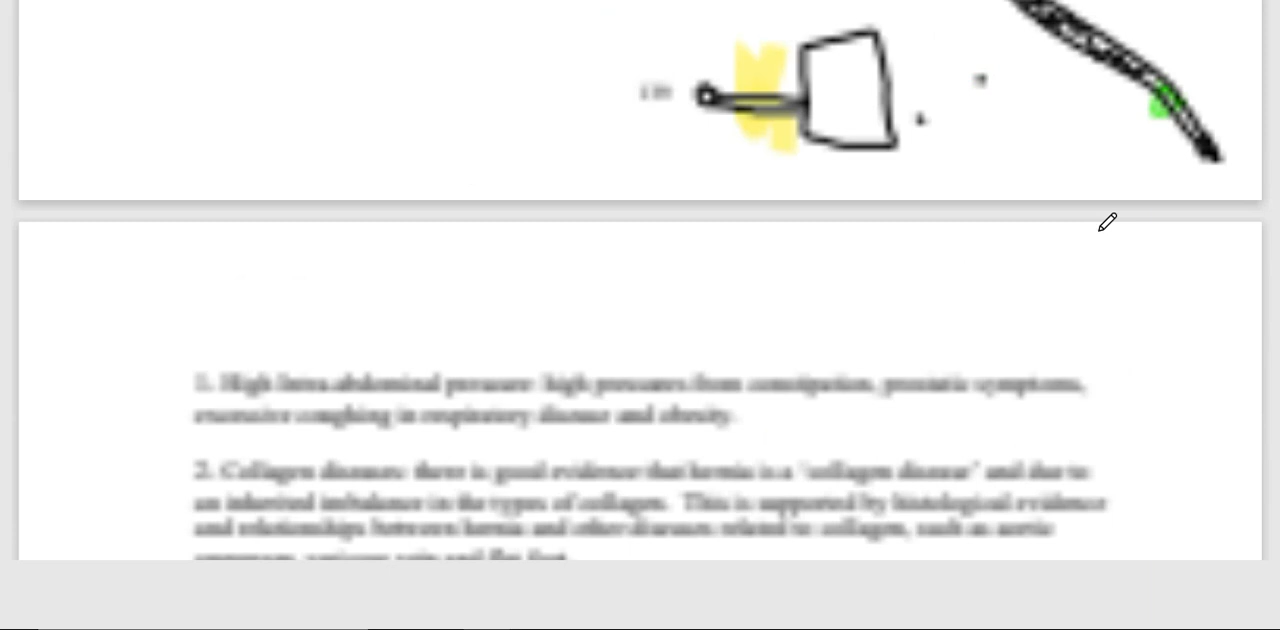 1. High Intra abdominal pressure: high pressures from constipation, prostatic symptoms,
excessive coughing in respiratory disease and obesity.
2. Collagen diseases: there is good evidence that hernia is a "collagen disease" and due to
an inherited imbalance in the types of collagen. This is supported by histological evidence
and relationships between hernia and other diseases related to collagen, such as aortic